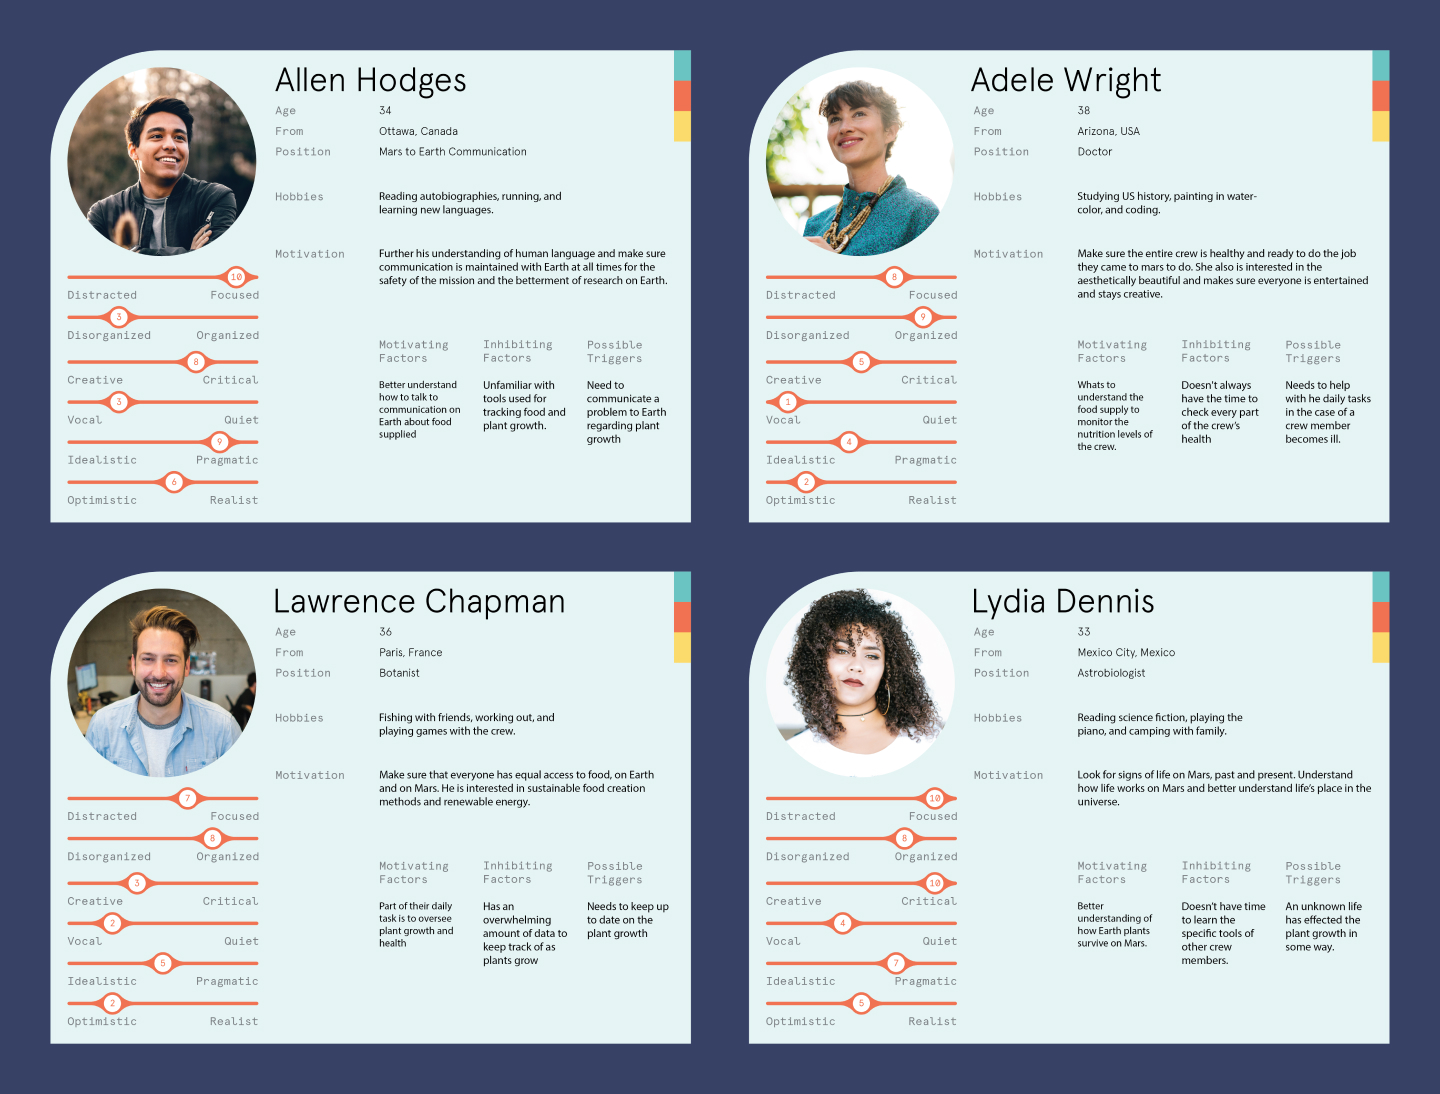 Allen Hodges
Age 34
From Ottawa, Canada
Position Mars to Earth Communication
Hobbies Reading autobiographies, running, and
learning new languages.
Motivation Further his understanding of human language and make sure
communication is maintained with Earth at all times for the
safety of the mission and the betterment of research on Earth.
10
Distracted Focused
3
Disorganized Organized
8
Creative Critical
3
Vocal Quiet
9
Idealistic Pragmatic
6
Optimistic Realist
Motivating
Factors
Better understand
how to talk to
communication on
Earth about food
supplied
Inhibiting
Factors
Unfamiliar with
tools used for
tracking food and
plant growth.
Possible
Triggers
Need to
communicate a
problem to Earth
regarding plant
growth
Adele Wright
Age 38
From Arizona, USA
Position Doctor
Hobbies Studying US history, painting in water-
color, and coding.
Motivation Make sure the entire crew is healthy and ready to do the job
they came to mars to do. She also is interested in the
aesthetically beautiful and makes sure everyone is entertained
and stays creative.
8
Distracted Focused
9
Disorganized Organized
5
Creative Critical
1
Vocal Quiet
4
Idealistic Pragmatic
2
Optimistic Realist
Motivating
Factors
Whats to
understand the
food supply to
monitor the
nutrition levels of
the crew.
Inhibiting
Factors
Doesn't always
have the time to
check every part
of the crew's
health
Possible
Triggers
Needs to help
with he daily tasks
in the case of a
crew member
becomes ill.
Lawrence Chapman
Age 36
From Paris, France
Position Botanist
Hobbies Fishing with friends, working out, and
playing games with the crew.
Motivation Make sure that everyone has equal access to food, on Earth
and on Mars. He is interested in sustainable food creation
methods and renewable energy.
7
Distracted Focused
8
Disorganized Organized
3
Creative Critical
2
Vocal Quiet
5
Idealistic Pragmatic
2
Optimistic Realist
Motivating
Factors
Part of their daily
task is to oversee
plant growth and
health
Inhibiting
Factors
Has an
overwhelming
amount of data to
keep track of as
plants grow
Possible
Triggers
Needs to keep up
to date on the
plant growth
Lydia Dennis
Age 33
From Mexico City, Mexico
Position Astrobiologist
Hobbies Reading science fiction, playing the
piano, and camping with family.
Motivation Look for signs of life on Mars, past and present. Understand
how life works on Mars and better understand life's place in the
universe.
10
Distracted Focused
8
Disorganized Organized
10
Creative Critical
4
Vocal Quiet
7
Idealistic Pragmatic
5
Optimistic Realist
Motivating
Factors
Better
understanding of
how Earth plants
survive on Mars.
Inhibiting
Factors
Doesn't have time
to learn the
specific tools of
other crew
members.
Possible
Triggers
An unknown life
has effected the
plant growth in
some way.